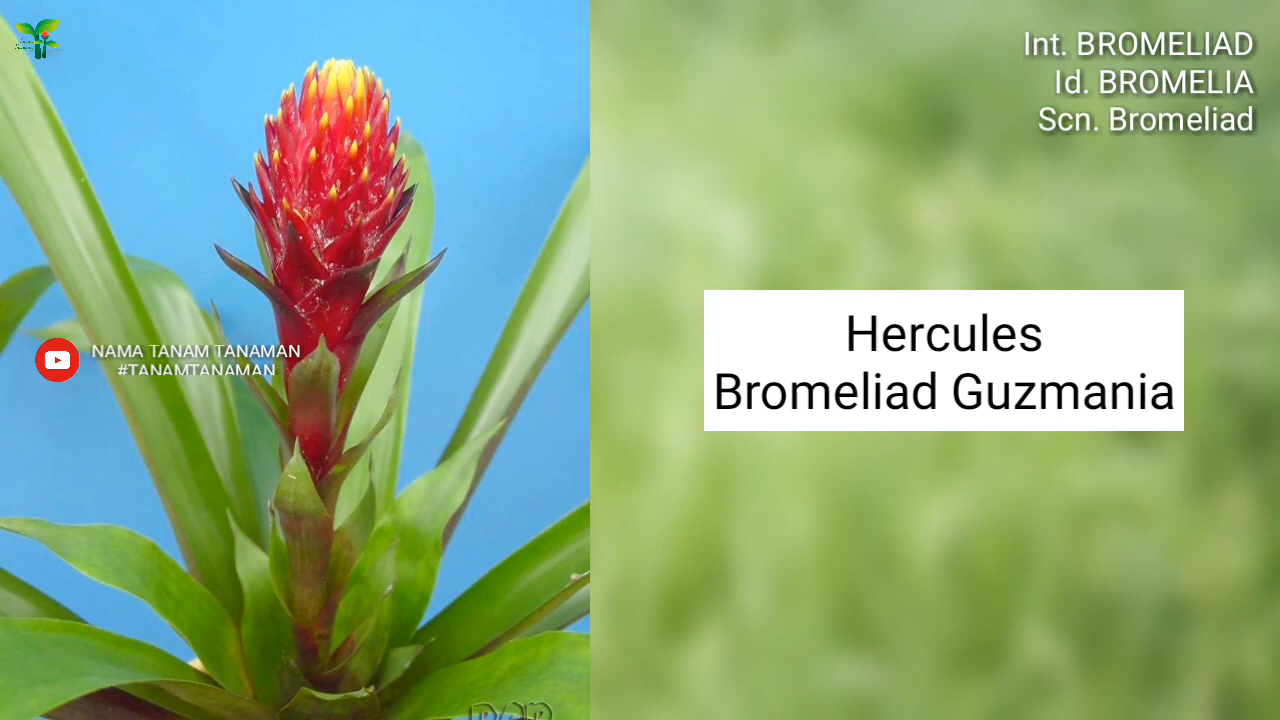 Int. BROMELIAD
Id. BROMELIA
Scn. Bromeliad
NAMA TANAM TANAMAN
#TANAMTANAMAN
Hercules
Bromeliad Guzmania